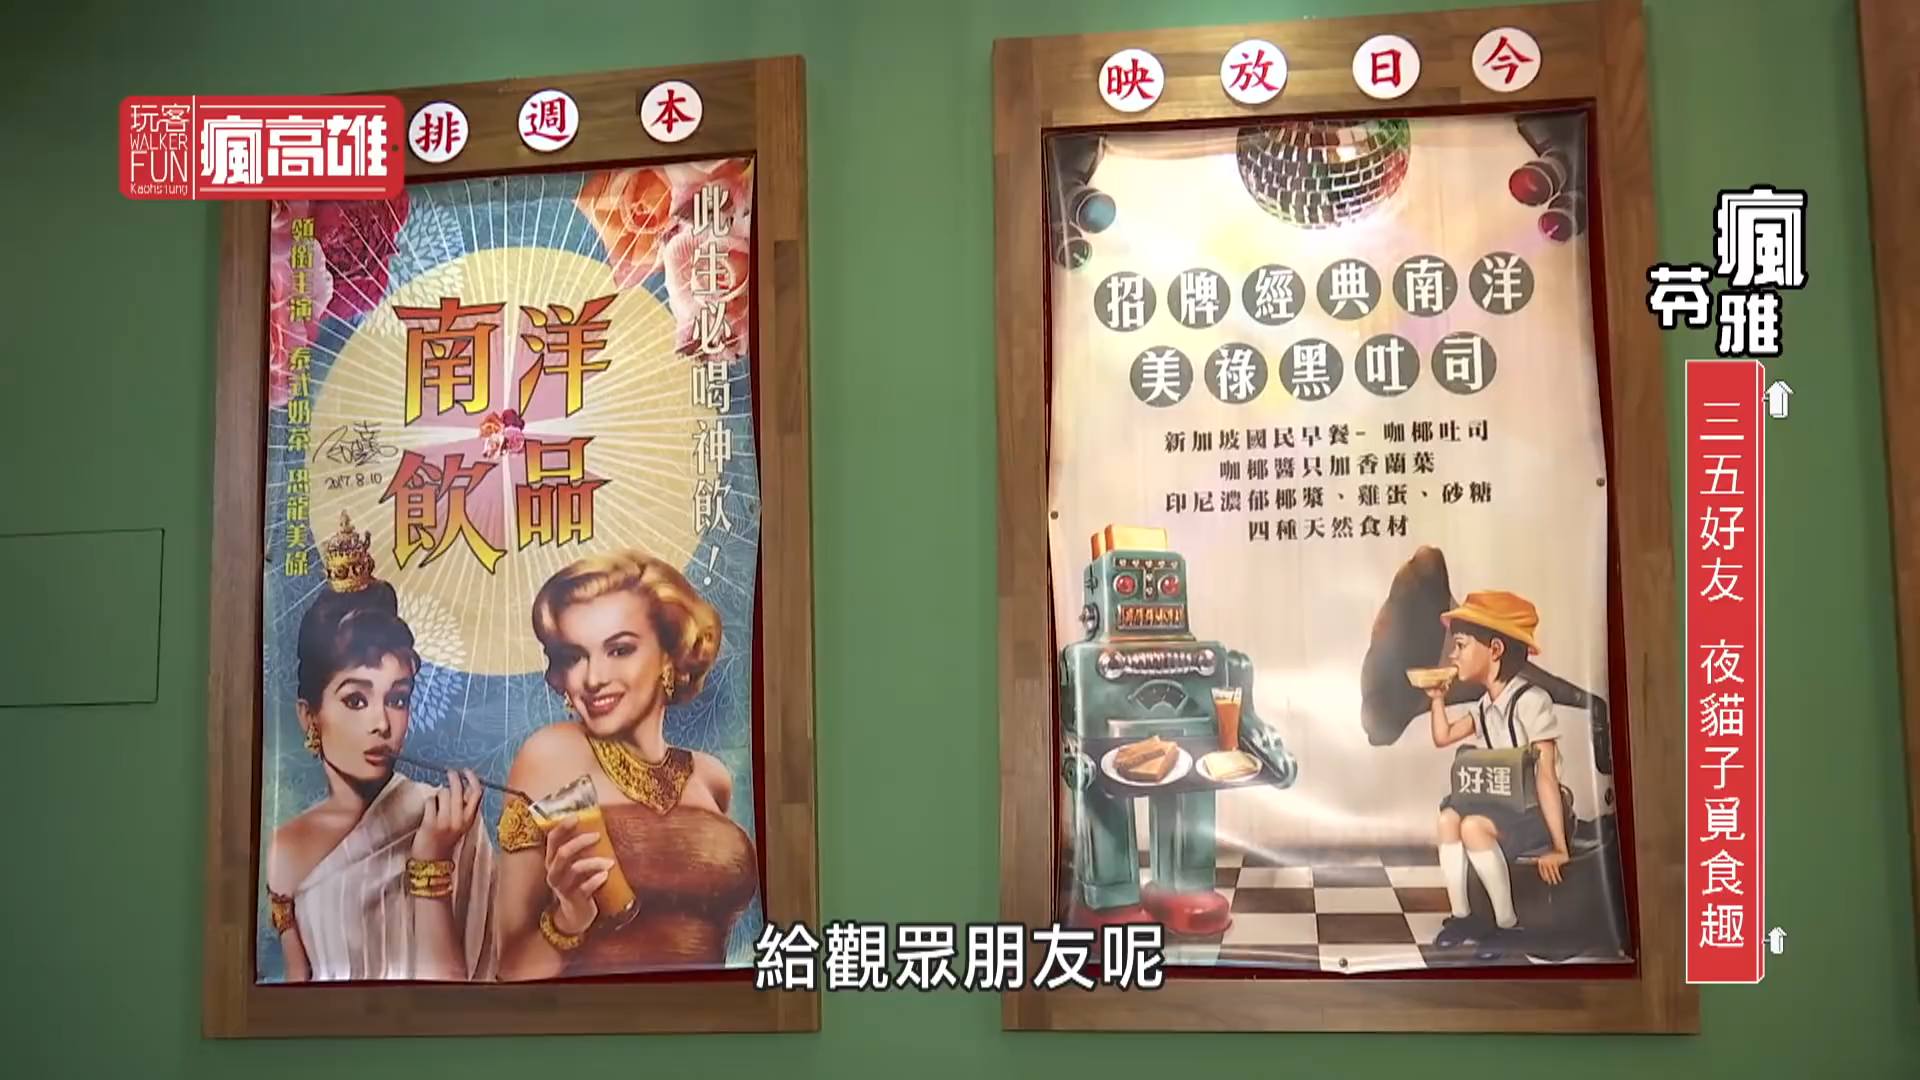 玩客
WALKER
FUN
Kaohsiung
瘋高雄
本週排
此生必喝神飲!
南洋
飲品
領銜主演 泰式奶茶 恐龍美祿
2017.8.10
今日放映
招牌經典南洋
美祿黑吐司
新加坡國民早餐- 咖椰吐司
咖椰醬只加香蘭葉
印尼濃郁椰漿、雞蛋、砂糖
四種天然食材
好運
瘋
苓雅
三五好友 夜貓子覓食趣
給觀眾朋友呢